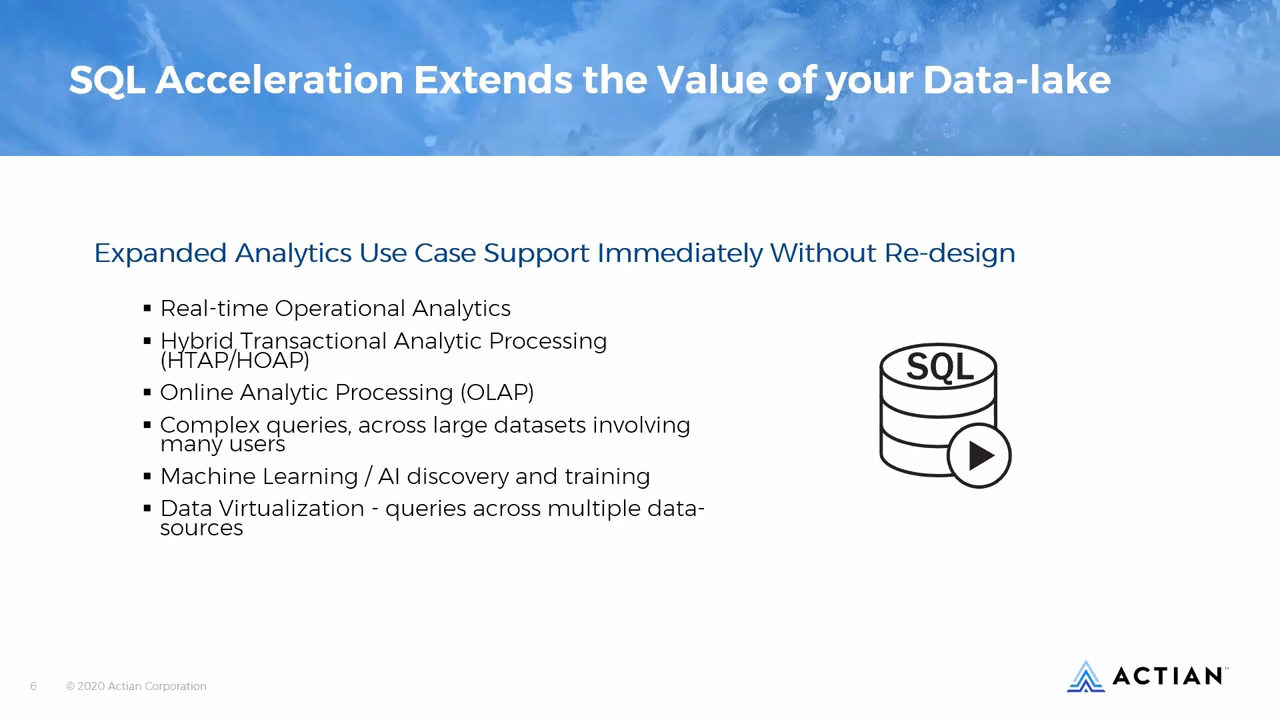 SQL Acceleration Extends the Value of your Data-lake
Expanded Analytics Use Case Support Immediately Without Re-design
▪ Real-time Operational Analytics
▪ Hybrid Transactional Analytic Processing
(HTAP/HOAP)
▪ Online Analytic Processing (OLAP)
▪ Complex queries, across large datasets involving
many users
▪ Machine Learning / AI discovery and training
▪ Data Virtualization - queries across multiple data-
sources
SQL
6 © 2020 Actian Corporation
ACTIAN™